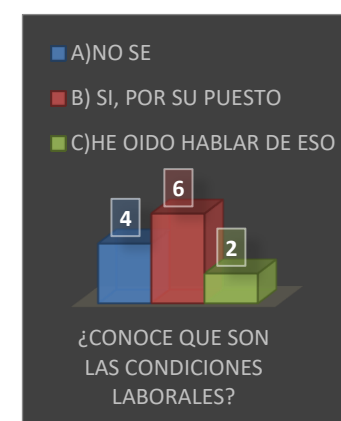 A)NO SE
B) SI, POR SU PUESTO
C)HE OIDO HABLAR DE ESO
6
4
2
¿CONOCE QUE SON
LAS CONDICIONES
LABORALES?